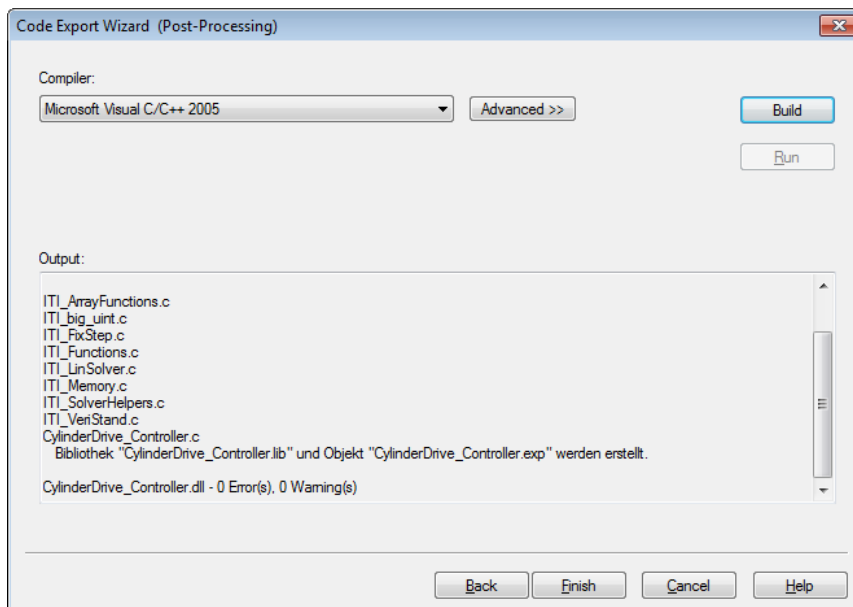 Code Export Wizard (Post-Processing)
Compiler:
Microsoft Visual C/C++ 2005
Advanced >>
Build
Run
Output:
ITI_ArrayFunctions.c
ITI_big_uint.c
ITI_FixStep.c
ITI_Functions.c
ITI_LinSolver.c
ITI_Memory.c
ITI_SolverHelpers.c
ITI_VeriStand.c
CylinderDrive_Controller.c
Bibliothek "CylinderDrive_Controller.lib" und Objekt "CylinderDrive_Controller.exp" werden erstellt.
CylinderDrive_Controller.dll - 0 Error(s), 0 Warning(s)
Back
Finish
Cancel
Help